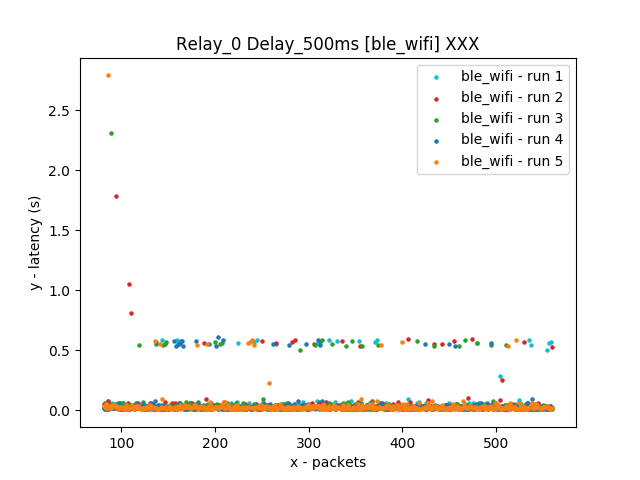 Relay_0 Delay_500ms [ble_wifi] XXX
ble_wifi - run 1
ble_wifi - run 2
ble_wifi - run 3
ble_wifi - run 4
ble_wifi - run 5
y - latency (s)
2.5
2.0
1.5
1.0
0.5
0.0
100 200 300 400 500
x - packets